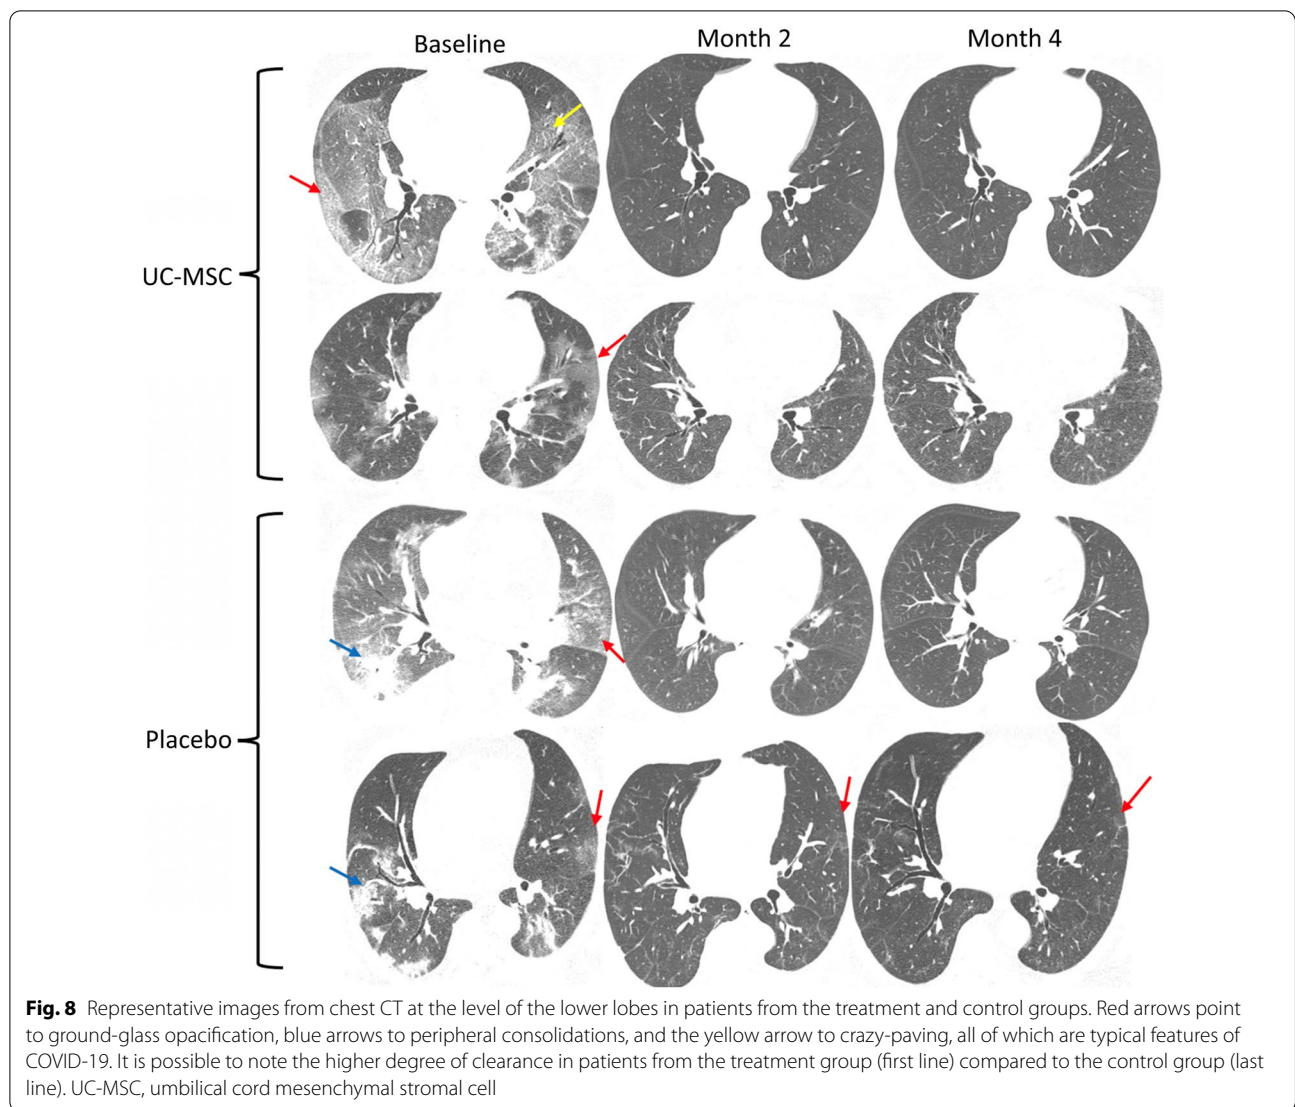 Baseline
Month 2
Month 4
UC-MSC
Placebo
Fig. 8 Representative images from chest CT at the level of the lower lobes in patients from the treatment and control groups. Red arrows point
to ground-glass opacification, blue arrows to peripheral consolidations, and the yellow arrow to crazy-paving, all of which are typical features of
COVID-19. It is possible to note the higher degree of clearance in patients from the treatment group (first line) compared to the control group (last
line). UC-MSC, umbilical cord mesenchymal stromal cell